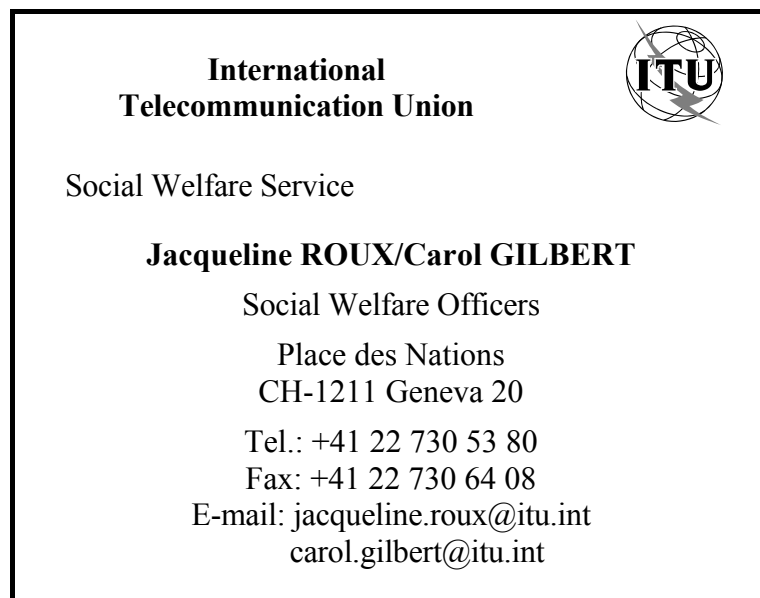 International
Telecommunication Union
ITU
Social Welfare Service
Jacqueline ROUX/Carol GILBERT
Social Welfare Officers
Place des Nations
CH-1211 Geneva 20
Tel.: +41 22 730 53 80
Fax: +41 22 730 64 08
E-mail: jacqueline.roux@itu.int
carol.gilbert@itu.int